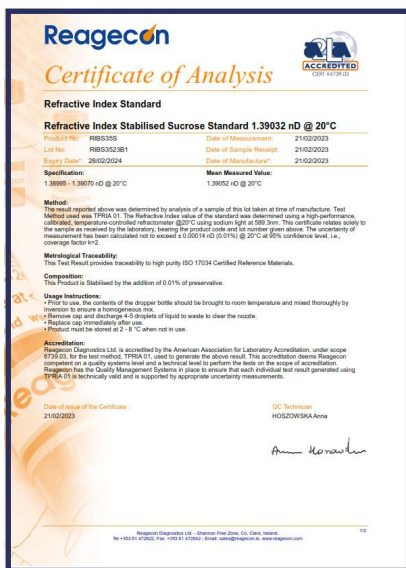 Reagecon
A2LA
ACCREDITED
CERT #6739.03
Certificate of Analysis
Refractive Index Standard
Refractive Index Stabilised Sucrose Standard 1.39032 nD @ 20°C
Product No: RIBS35S Date of Measurement: 21/02/2023
Lot No: RIBS3523B1 Date of Sample Receipt: 21/02/2023
Expiry Date*: 28/02/2024 Date of Manufacture*: 21/02/2023
Specification: Mean Measured Value:
1.38995 - 1.39070 nD @ 20°C 1.39052 nD @ 20°C
Method:
The result reported above was determined by analysis of a sample of this lot taken at time of manufacture. Test
Method used was TPRIA 01. The Refractive Index value of the standard was determined using a high-performance,
calibrated, temperature-controlled refractometer @20°C using sodium light at 589.3nm. This certificate relates solely to
the sample as received by the laboratory, bearing the product code and lot number given above. The uncertainty of
measurement has been calculated not to exceed ± 0.00014 nD (0.01%) @ 20°C at 95% confidence level, i.e.,
coverage factor k=2.
Metrological Traceability:
This Test Result provides traceability to high purity ISO 17034 Certified Reference Materials.
Composition:
This Product is Stabilised by the addition of 0.01% of preservative.
Usage Instructions:
• Prior to use, the contents of the dropper bottle should be brought to room temperature and mixed thoroughly by
inversion to ensure a homogeneous mix.
• Remove cap and discharge 4-5 droplets of liquid to waste to clear the nozzle.
• Replace cap immediately after use.
• Product must be stored at 2 - 8 °C when not in use.
Accreditation:
Reagecon Diagnostics Ltd. is accredited by the American Association for Laboratory Accreditation, under scope
6739.03, for the test method, TPRIA 01, used to generate the above result. This accreditation deems Reagecon
competent on a quality systems level and a technical level to perform the tests on the scope of accreditation.
Reagecon has the Quality Management Systems in place to ensure that each individual test result generated using
TPRIA 01 is technically valid and is supported by appropriate uncertainty measurements.
Date of Issue of the Certificate: QC Technician
21/02/2023 HOSZOWSKA Anna
Reagecon Diagnostics Ltd. - Shannon Free Zone, Co, Clare, Ireland. 1/2
Tel +353 61 472622, Fax: +353 61 472642 - Email: sales@reagecon.ie, www.reagecon.com